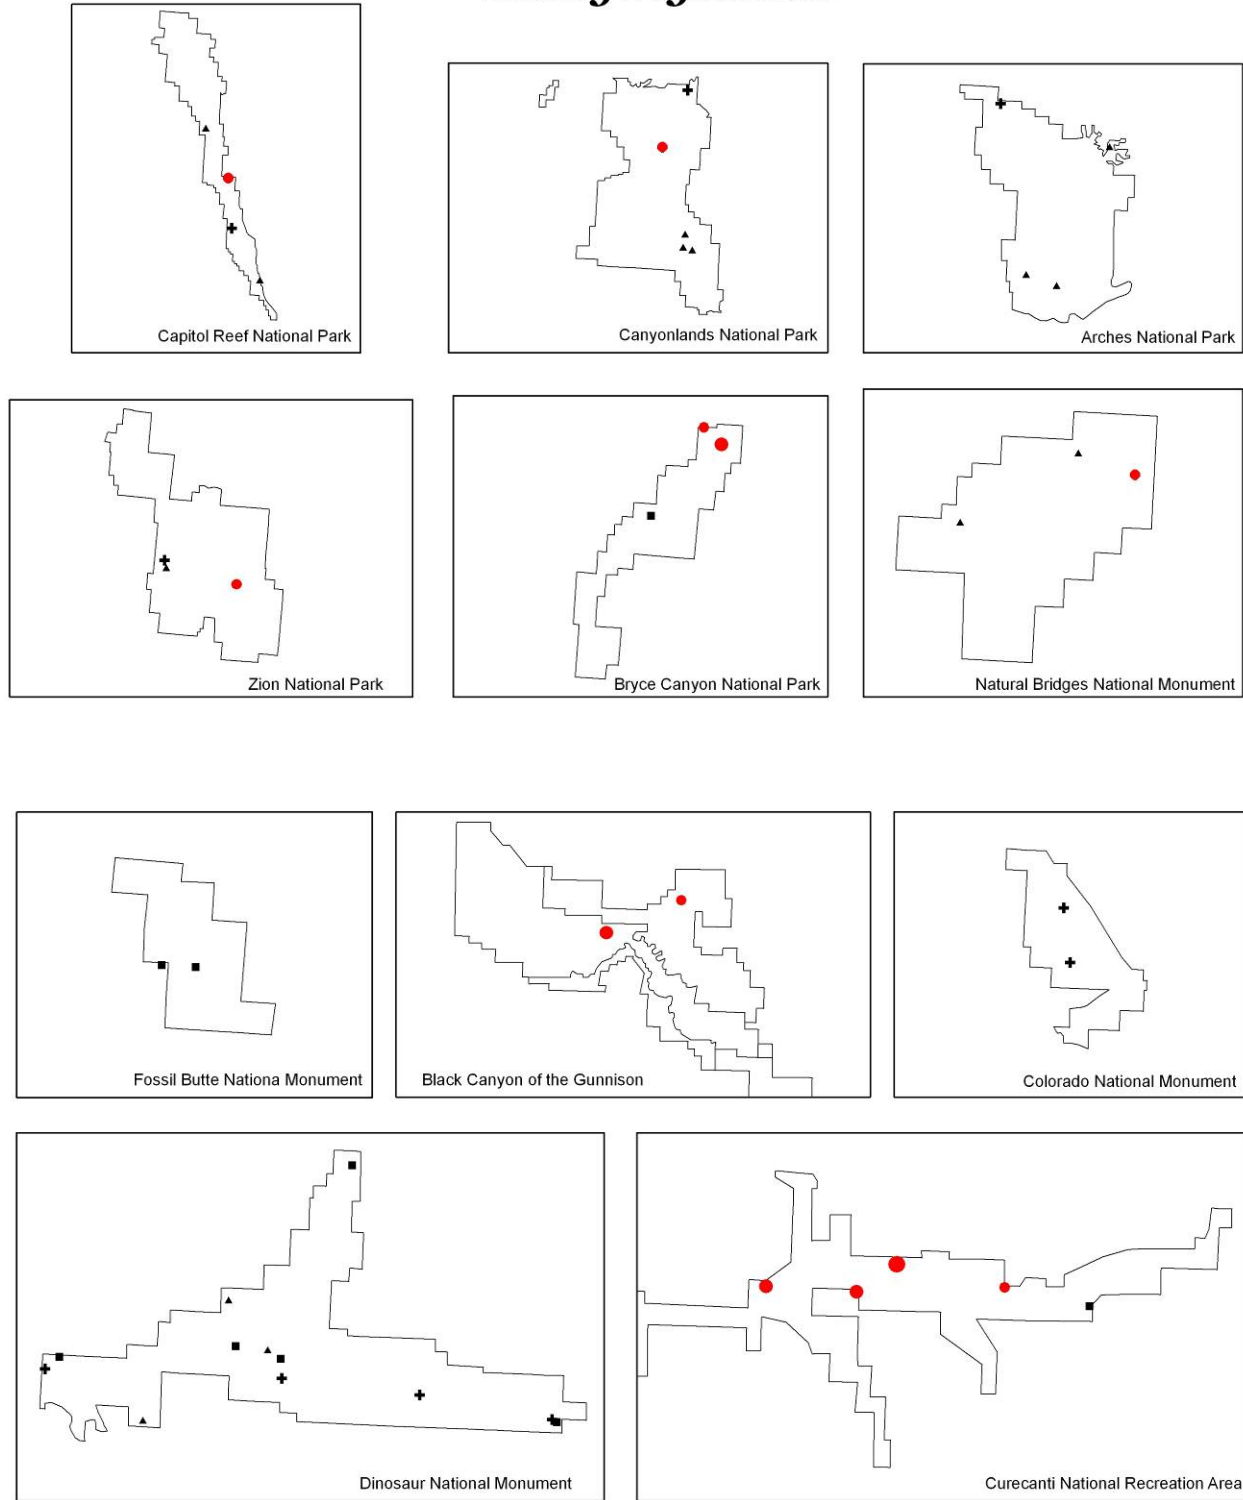 Capitol Reef National Park
Canyonlands National Park
Arches National Park
Zion National Park
Bryce Canyon National Park
Natural Bridges National Monument
Fossil Butte Nationa Monument
Black Canyon of the Gunnison
Colorado National Monument
Dinosaur National Monument
Curecanti National Recreation Area